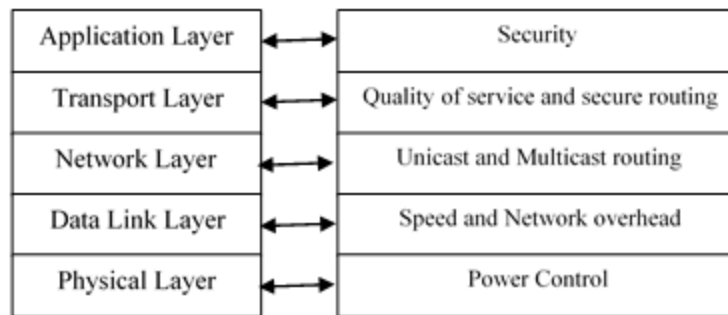 Application Layer
Security
Transport Layer
Quality of service and secure routing
Network Layer
Unicast and Multicast routing
Data Link Layer
Speed and Network overhead
Physical Layer
Power Control